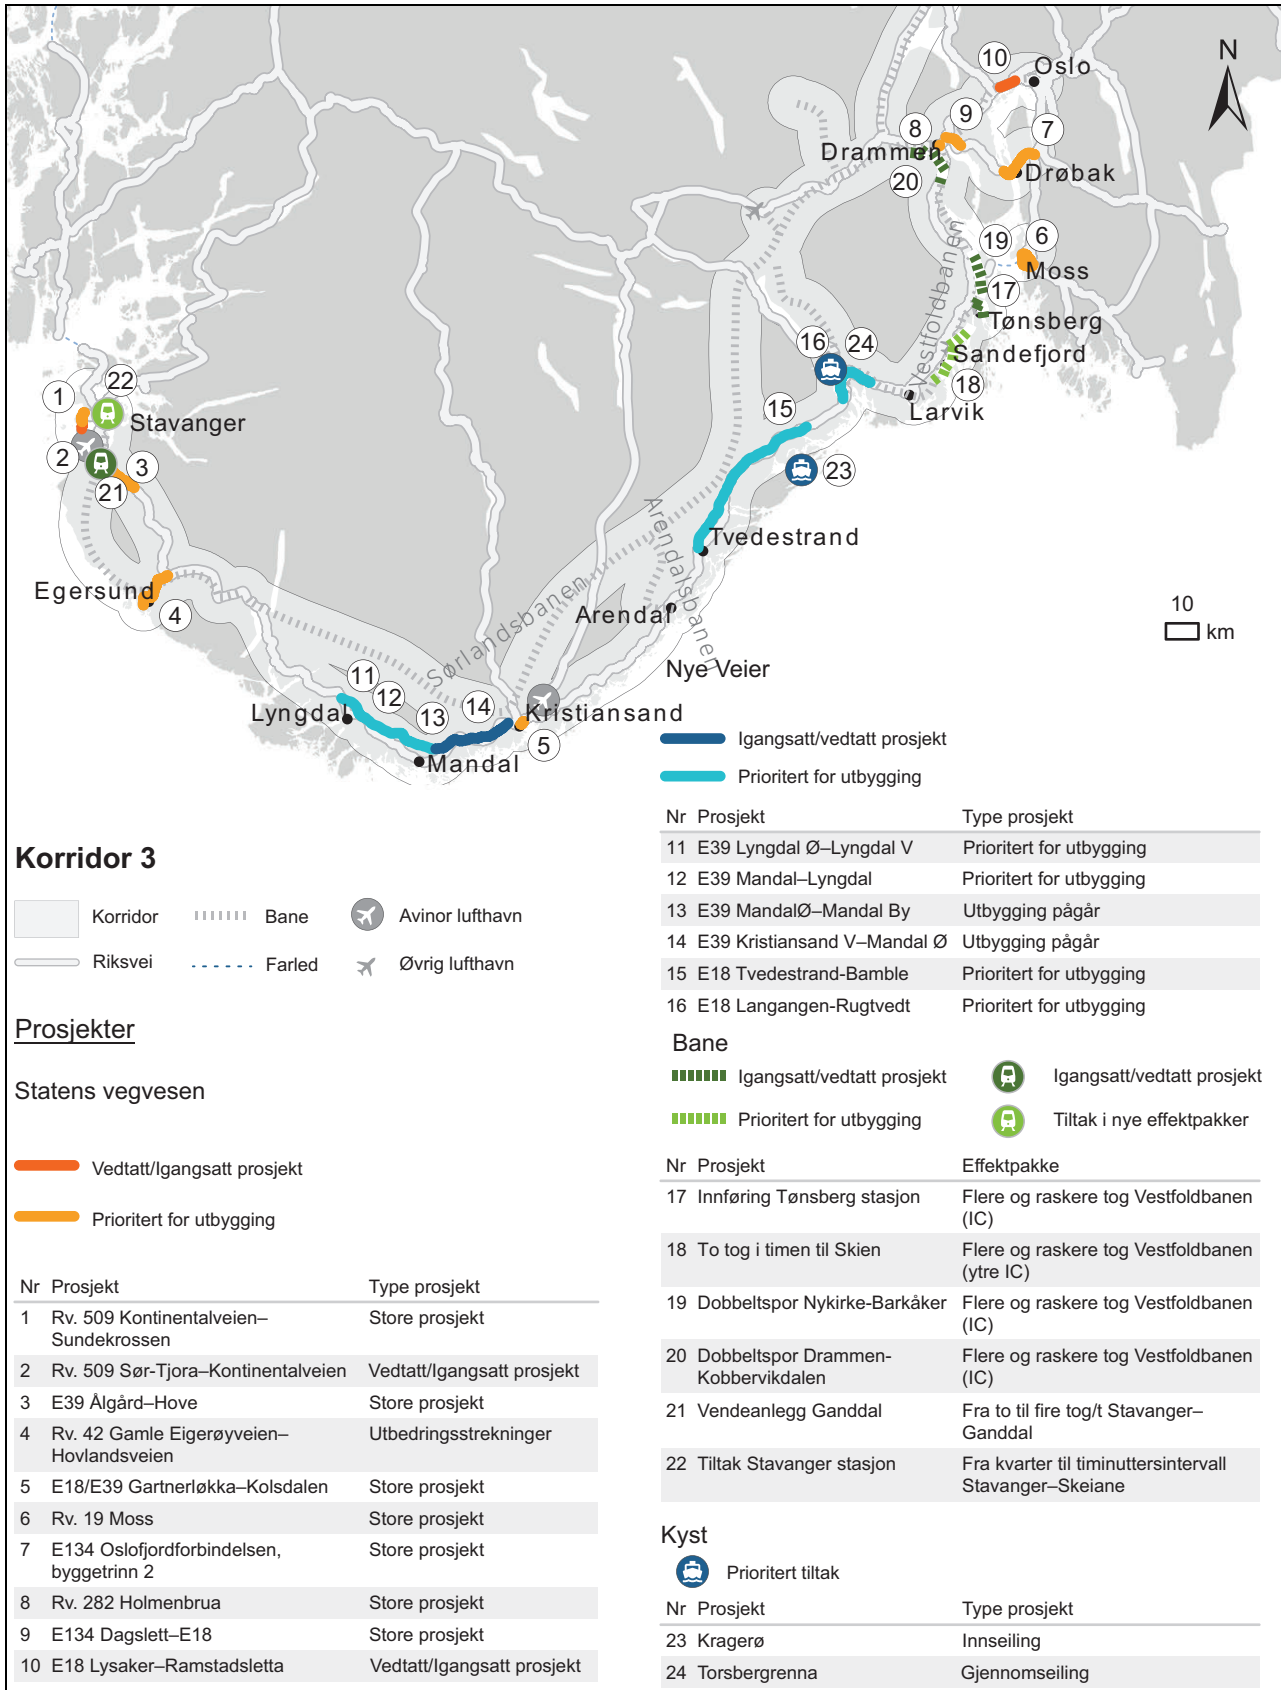 N
10
Oslo
9
7
8
Drammen
Drøbak
20
19
6
Moss
Vestfoldbanen
17
Tønsberg
16
24
Sandefjord
18
Larvik
22
1
Stavanger
15
2
3
23
21
Arendalsbanen
Tvedestrand
Egersund
4
Sørlandsbanen
Arendal
10
km
Nye Veier
11
12
14
Lyngdal
13
Kristiansand
5
Mandal
Igangsatt/vedtatt prosjekt
Prioritert for utbygging
Nr Prosjekt Type prosjekt
11 E39 Lyngdal Ø–Lyngdal V Prioritert for utbygging
12 E39 Mandal–Lyngdal Prioritert for utbygging
13 E39 MandalØ–Mandal By Utbygging pågår
14 E39 Kristiansand V–Mandal Ø Utbygging pågår
15 E18 Tvedestrand-Bamble Prioritert for utbygging
16 E18 Langangen-Rugtvedt Prioritert for utbygging
Korridor 3
Korridor Bane Avinor lufthavn
Riksvei Farled Øvrig lufthavn
Prosjekter
Statens vegvesen
Vedtatt/Igangsatt prosjekt
Prioritert for utbygging
Nr Prosjekt Type prosjekt
1 Rv. 509 Kontinentalveien– Store prosjekt
Sundekrossen
2 Rv. 509 Sør-Tjora–Kontinentalveien Vedtatt/Igangsatt prosjekt
3 E39 Ålgård–Hove Store prosjekt
4 Rv. 42 Gamle Eigerøyveien– Utbedringsstrekninger
Hovlandsveien
5 E18/E39 Gartnerløkka–Kolsdalen Store prosjekt
6 Rv. 19 Moss Store prosjekt
7 E134 Oslofjordforbindelsen, Store prosjekt
byggetrinn 2
8 Rv. 282 Holmenbrua Store prosjekt
9 E134 Dagslett–E18 Store prosjekt
10 E18 Lysaker–Ramstadsletta Vedtatt/Igangsatt prosjekt
Bane
Igangsatt/vedtatt prosjekt Igangsatt/vedtatt prosjekt
Prioritert for utbygging Tiltak i nye effektpakker
Nr Prosjekt Effektpakke
17 Innføring Tønsberg stasjon Flere og raskere tog Vestfoldbanen
(IC)
18 To tog i timen til Skien Flere og raskere tog Vestfoldbanen
(ytre IC)
19 Dobbeltspor Nykirke-Barkåker Flere og raskere tog Vestfoldbanen
(IC)
20 Dobbeltspor Drammen- Flere og raskere tog Vestfoldbanen
Kobbervikdalen (IC)
21 Vendeanlegg Ganddal Fra to til fire tog/t Stavanger–
Ganddal
22 Tiltak Stavanger stasjon Fra kvarter til timinuttersintervall
Stavanger–Skeiane
Kyst
Prioritert tiltak
Nr Prosjekt Type prosjekt
23 Kragerø Innseiling
24 Torsbergrenna Gjennomseiling